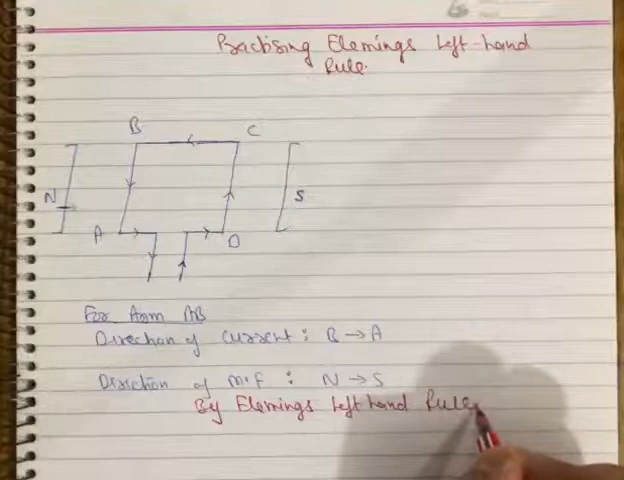 Practising Flemings Left-hand
Rule.
B
C
N
S
A
D
For Arm AB
Direction of Current : B → A
Direction of M.F : N → S
By Flemings Left hand Rule